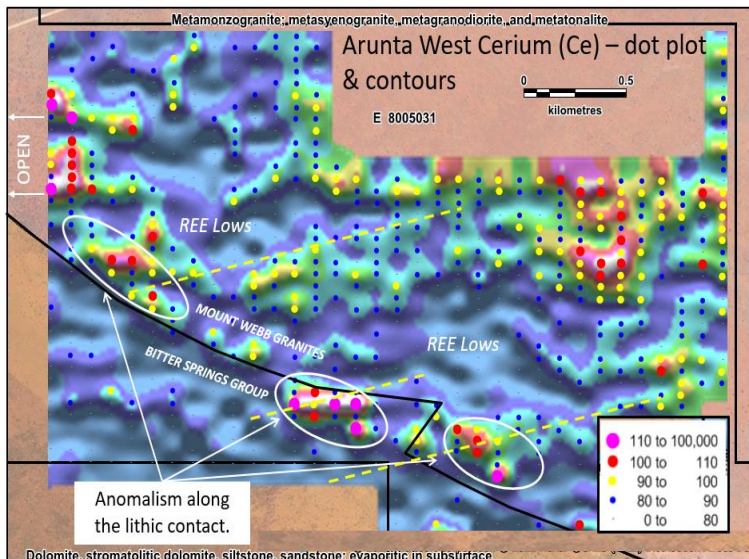 Metamonzogranite; metasyenogranite, metagranodiorite, and metatonalite
Arunta West Cerium (Ce) – dot plot
& contours
0 0.5
kilometres
E 8005031
OPEN
REE Lows
MOUNT WEBB GRANITES
BITTER SPRINGS GROUP
REE Lows
Anomalism along
the lithic contact.
110 to 100,000
100 to 110
90 to 100
80 to 90
0 to 80
Dolomite, stromatolitic dolomite, siltstone, sandstone; evaporitic in subsurface